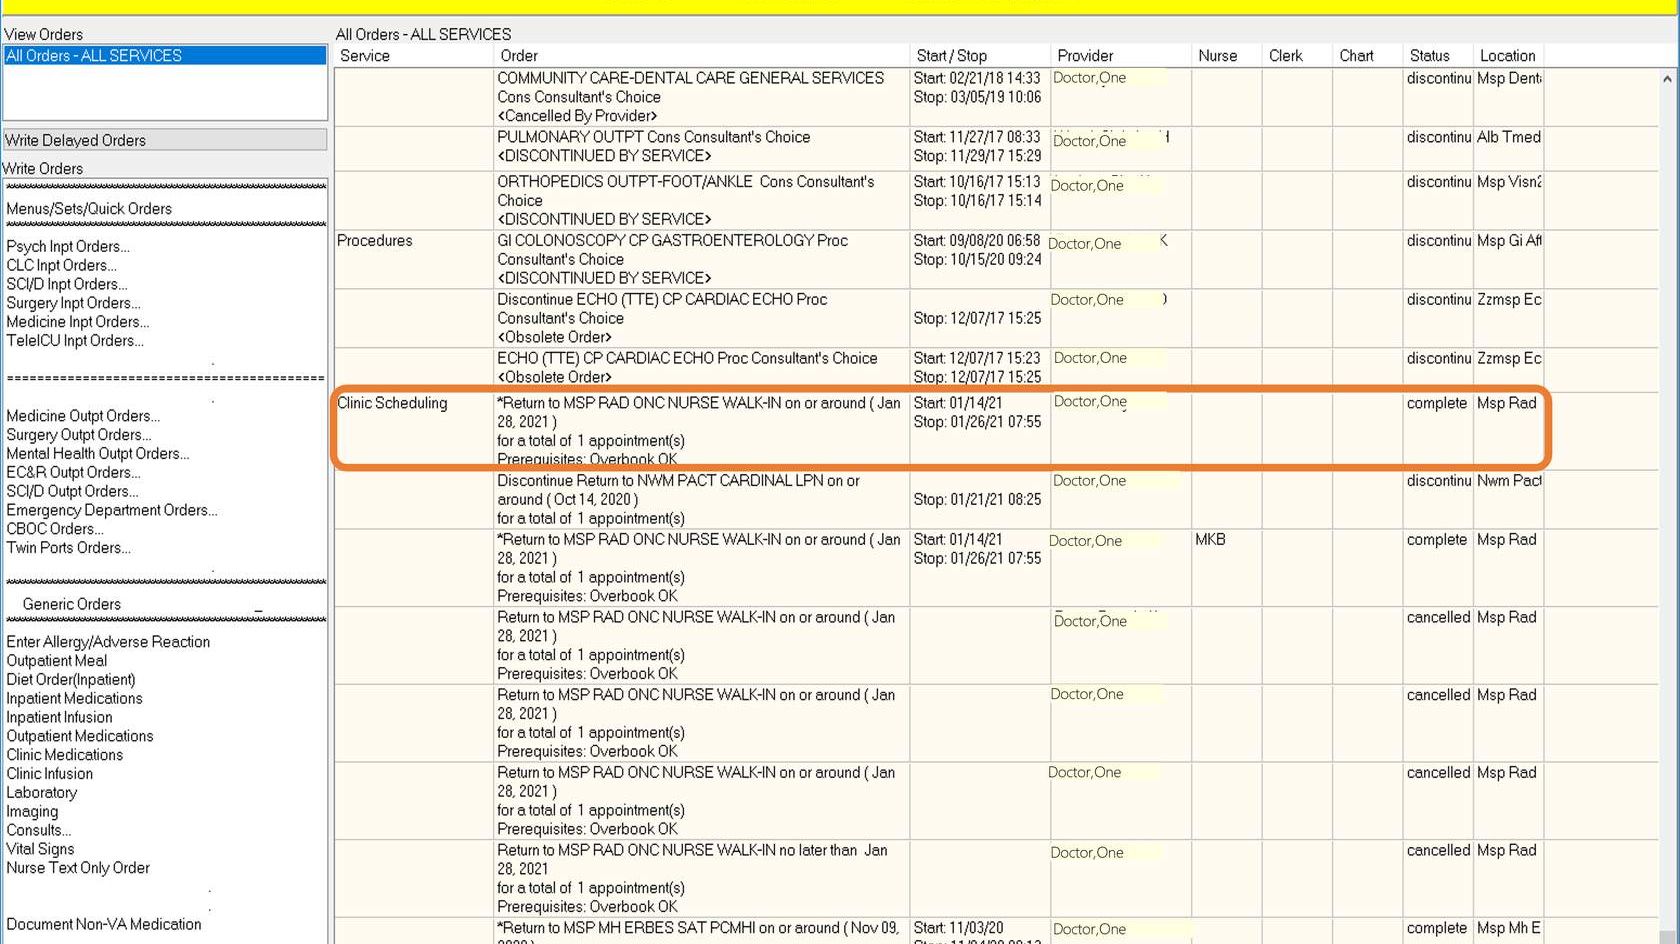 View Orders
All Orders - ALL SERVICES
Write Delayed Orders
Write Orders
Menus/Sets/Quick Orders
Psych Inpt Orders...
CLC Inpt Orders...
SCI/D Inpt Orders...
Surgery Inpt Orders...
Medicine Inpt Orders...
TeleICU Inpt Orders...
Medicine Outpt Orders...
Surgery Outpt Orders...
Mental Health Outpt Orders...
EC&R Outpt Orders...
SCI/D Outpt Orders...
Emergency Department Orders...
CBOC Orders...
Twin Ports Orders...
Generic Orders
Enter Allergy/Adverse Reaction
Outpatient Meal
Diet Order(Inpatient)
Inpatient Medications
Inpatient Infusion
Outpatient Medications
Clinic Medications
Clinic Infusion
Laboratory
Imaging
Consults...
Vital Signs
Nurse Text Only Order
Document Non-VA Medication
All Orders - ALL SERVICES
Service Order Start / Stop Provider Nurse Clerk Chart Status Location
COMMUNITY CARE-DENTAL CARE GENERAL SERVICES Start: 02/21/18 14:33 Doctor,One discontinu Msp Dent
Cons Consultant's Choice Stop: 03/05/19 10:06
<Cancelled By Provider>
PULMONARY OUTPT Cons Consultant's Choice Start: 11/27/17 08:33 Doctor,One discontinu Alb Tmed
<DISCONTINUED BY SERVICE> Stop: 11/29/17 15:29
ORTHOPEDICS OUTPT-FOOT/ANKLE Cons Consultant's Start: 10/16/17 15:13 Doctor,One discontinu Msp Visn2
Choice Stop: 10/16/17 15:14
<DISCONTINUED BY SERVICE>
Procedures GI COLONOSCOPY CP GASTROENTEROLOGY Proc Start: 09/08/20 06:58 Doctor,One K discontinu Msp Gi Aft
Consultant's Choice Stop: 10/15/20 09:24
<DISCONTINUED BY SERVICE>
Discontinue ECHO (TTE) CP CARDIAC ECHO Proc Doctor,One discontinu Zzmsp Ec
Consultant's Choice Stop: 12/07/17 15:25
<Obsolete Order>
ECHO (TTE) CP CARDIAC ECHO Proc Consultant's Choice Start: 12/07/17 15:23 Doctor,One discontinu Zzmsp Ec
<Obsolete Order> Stop: 12/07/17 15:25
Clinic Scheduling *Return to MSP RAD ONC NURSE WALK-IN on or around ( Jan Start: 01/14/21 Doctor,One complete Msp Rad
28, 2021 ) Stop: 01/26/21 07:55
for a total of 1 appointment(s)
Prerequisites: Overbook OK
Discontinue Return to NWM PACT CARDINAL LPN on or Doctor,One discontinu Nwm Pact
around ( Oct 14, 2020 ) Stop: 01/21/21 08:25
for a total of 1 appointment(s)
*Return to MSP RAD ONC NURSE WALK-IN on or around ( Jan Start: 01/14/21 Doctor,One MKB complete Msp Rad
28, 2021 ) Stop: 01/26/21 07:55
for a total of 1 appointment(s)
Prerequisites: Overbook OK
Return to MSP RAD ONC NURSE WALK-IN on or around ( Jan Doctor,One cancelled Msp Rad
28, 2021 )
for a total of 1 appointment(s)
Prerequisites: Overbook OK
Return to MSP RAD ONC NURSE WALK-IN on or around ( Jan Doctor,One cancelled Msp Rad
28, 2021 )
for a total of 1 appointment(s)
Prerequisites: Overbook OK
Return to MSP RAD ONC NURSE WALK-IN on or around ( Jan Doctor,One cancelled Msp Rad
28, 2021 )
for a total of 1 appointment(s)
Prerequisites: Overbook OK
Return to MSP RAD ONC NURSE WALK-IN no later than Jan Doctor,One cancelled Msp Rad
28, 2021
for a total of 1 appointment(s)
Prerequisites: Overbook OK
*Return to MSP MH ERBES SAT PCMHI on or around ( Nov 09, Start: 11/03/20 Doctor,One complete Msp Mh E